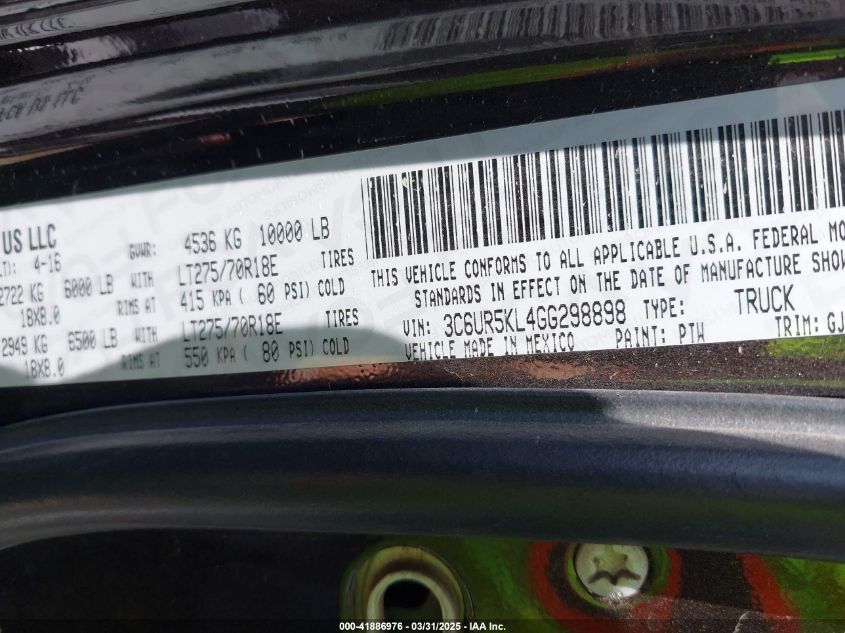 US LLC
LT): 4-16
GVWR: 4536 KG 10000 LB
2722 KG 6000 LB WITH LT275/70R18E TIRES
18X8.0 RIMS AT 415 KPA ( 60 PSI) COLD
2949 KG 6500 LB WITH LT275/70R18E TIRES
18X8.0 RIMS AT 550 KPA ( 80 PSI) COLD
THIS VEHICLE CONFORMS TO ALL APPLICABLE U.S.A. FEDERAL MO
STANDARDS IN EFFECT ON THE DATE OF MANUFACTURE SHOW
VIN: 3C6UR5KL4GG298898 TYPE: TRUCK
VEHICLE MADE IN MEXICO PAINT: PTW TRIM: GJ
000-41886976 - 03/31/2025 - IAA Inc.